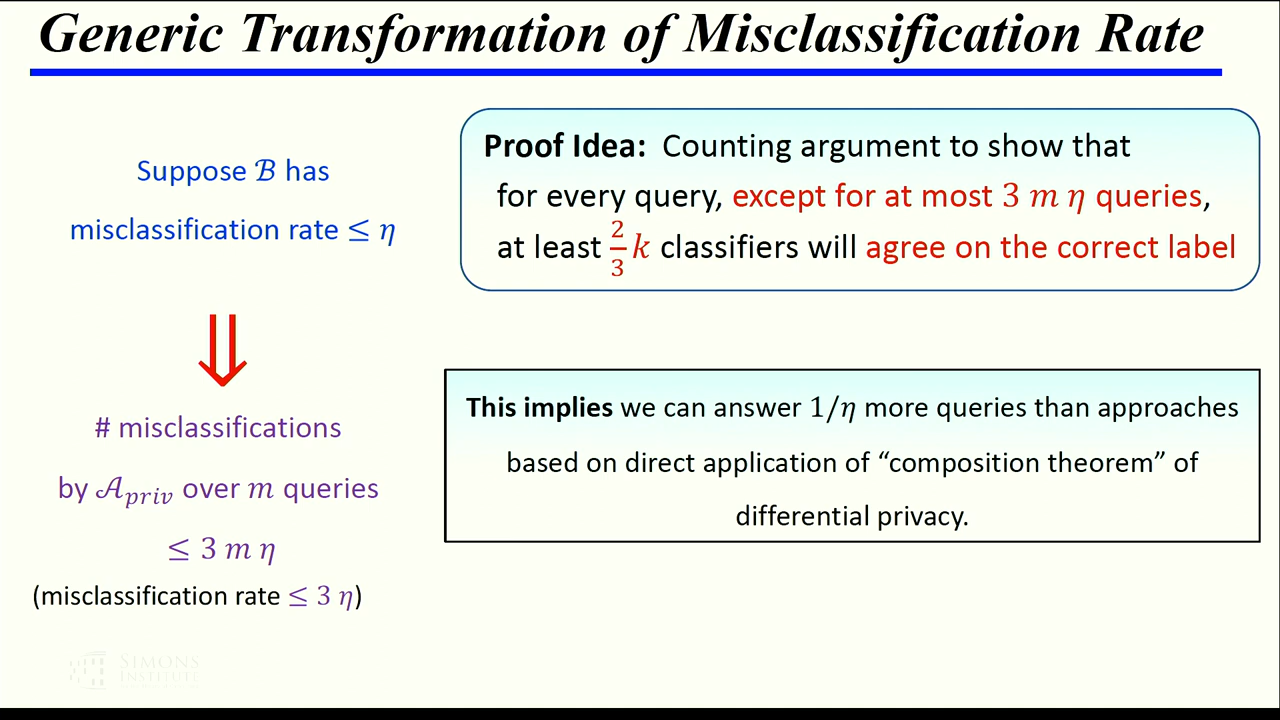 Generic Transformation of Misclassification Rate
Suppose ℬ has
misclassification rate ≤ η
⇓
# misclassifications
by 𝒜_priv over m queries
≤ 3 m η
(misclassification rate ≤ 3 η)
Proof Idea: Counting argument to show that
for every query, except for at most 3 m η queries,
at least 2/3 k classifiers will agree on the correct label
This implies we can answer 1/η more queries than approaches
based on direct application of “composition theorem” of
differential privacy.
SIMONS
INSTITUTE